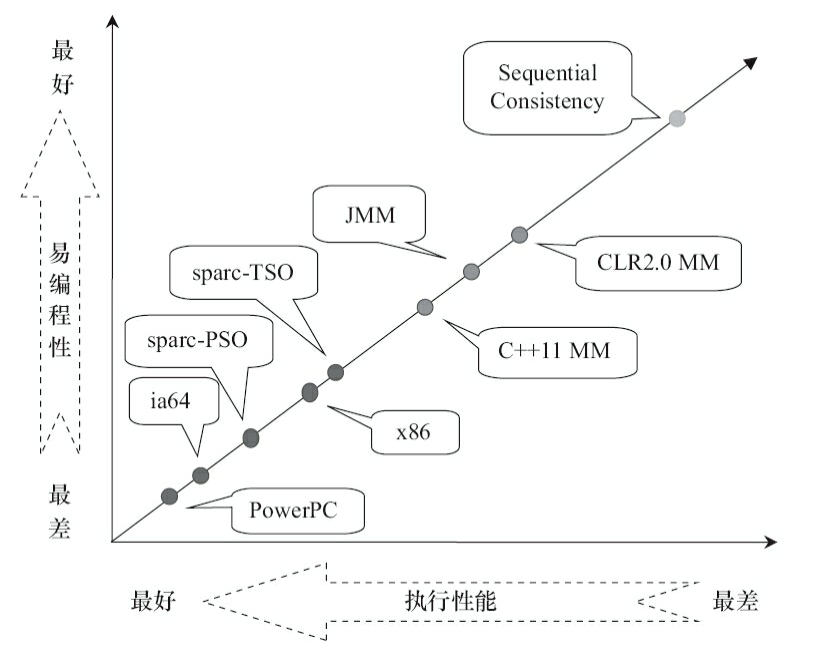 最
好
Sequential
Consistency
JMM
CLR2.0 MM
sparc-TSO
易
编
程
性
sparc-PSO
C++11 MM
ia64
x86
最
差
PowerPC
最好
执行性能
最差